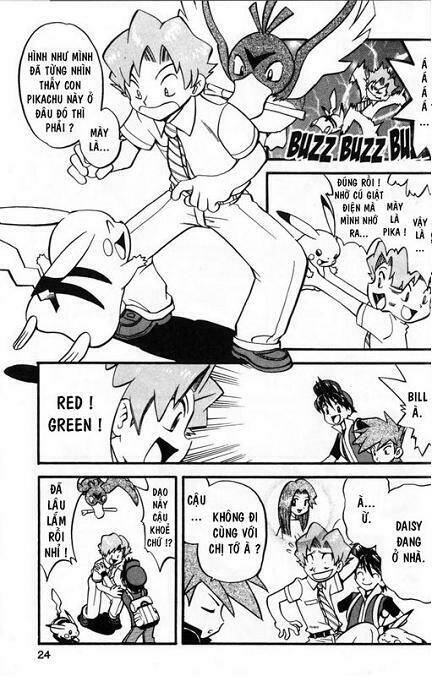 Á
Á
Á
Á
Á
BUZZ BUZZ BU
HÌNH NHƯ MÌNH
ĐÃ TỪNG NHÌN
THẤY CON
PIKACHU NÀY Ở
ĐÂU ĐÓ THÌ
PHẢI ?
MÀY
LÀ...
VẬY
LÀ ...
MÀY
LÀ
PIKA !
ĐÚNG RỒI !
NHỜ CÚ GIẬT
ĐIỆN MÀ
MÌNH NHỚ
RA...
BILL
À.
RED !
GREEN !
DAISY
ĐANG
Ở NHÀ.
À...
Ừ.
KHÔNG ĐI
CÙNG VỚI
CHỊ TỚ À ?
CẬU
...
DẠO NÀY
CẬU
KHOẺ
CHỨ !?
ĐÃ
LÂU
LẮM
RỒI
NHỈ !
24